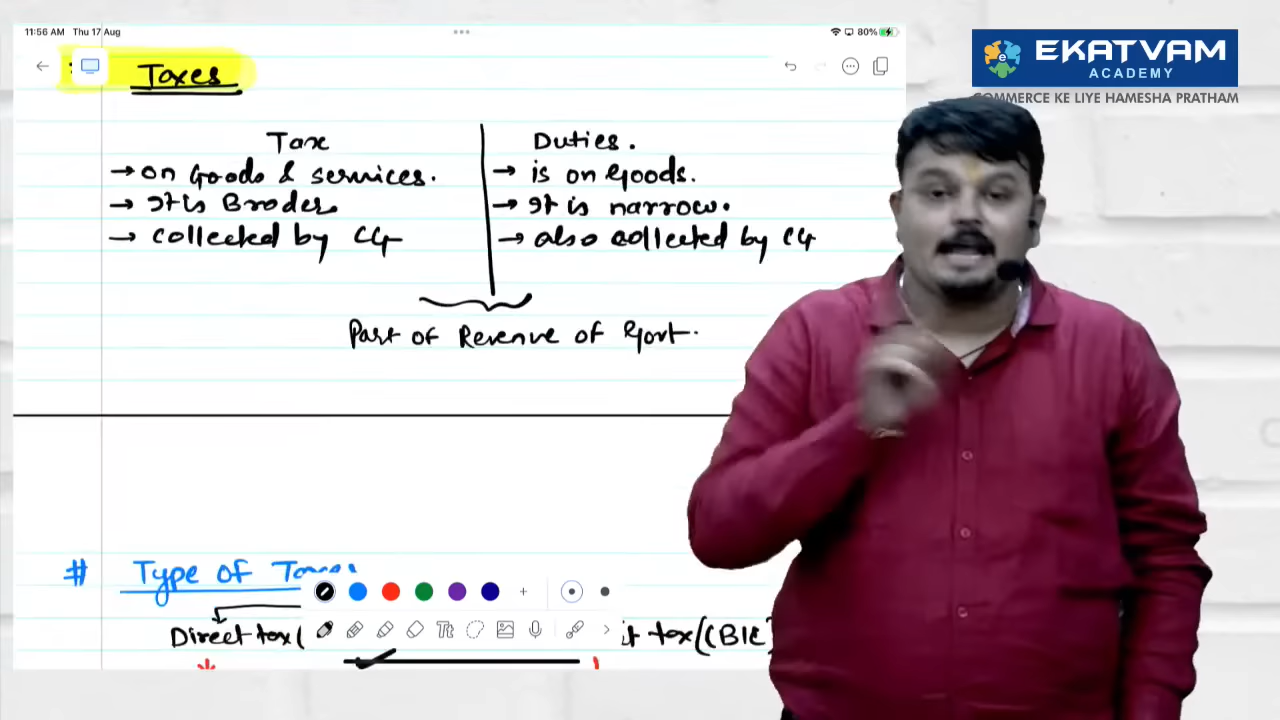 11:56 AM Thu 17 Aug
80%
EKATVAM
ACADEMY
COMMERCE KE LIYE HAMESHA PRATHAM
Taxes
Tax
→ on Goods & services.
→ It is Broder
→ collected by CG
Duties.
→ is on Goods.
→ It is narrow.
→ also collected by CG
Part of Revenue of Govt.
# Type of Taxes
Direct tax(
tax(CBIC)